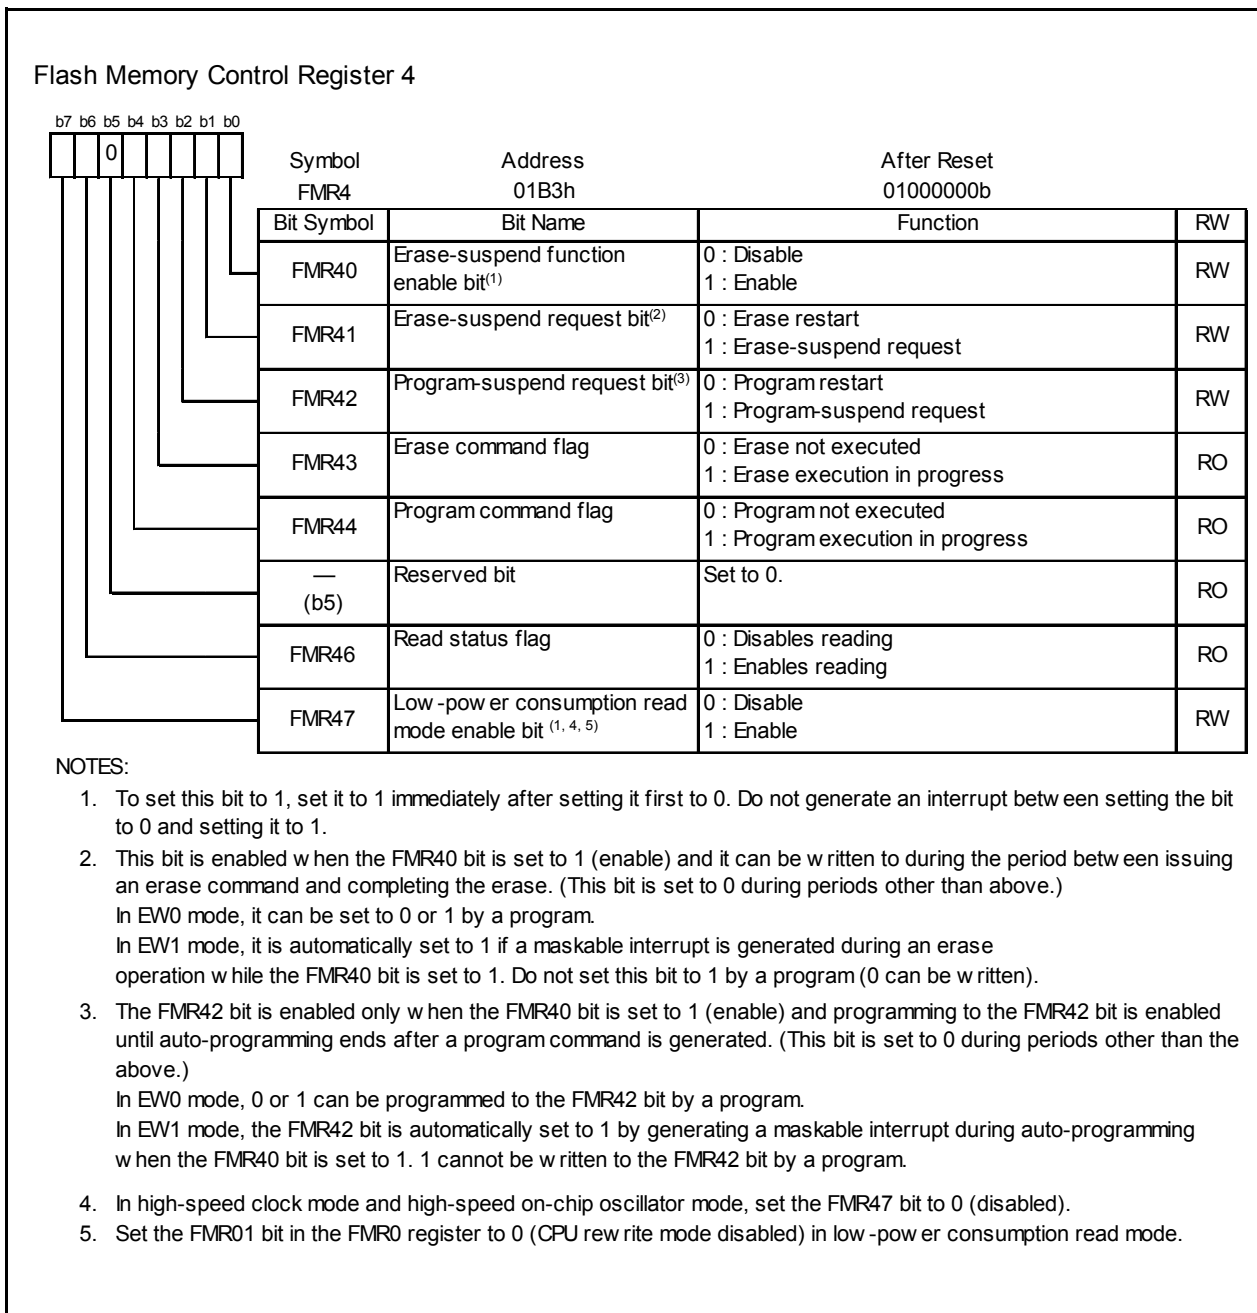 Flash Memory Control Register 4
b7 b6 b5 b4 b3 b2 b1 b0
0
Symbol Address After Reset
FMR4 01B3h 01000000b
Bit Symbol Bit Name Function RW
FMR40 Erase-suspend function enable bit(1) 0 : Disable RW
1 : Enable
FMR41 Erase-suspend request bit(2) 0 : Erase restart RW
1 : Erase-suspend request
FMR42 Program-suspend request bit(3) 0 : Program restart RW
1 : Program-suspend request
FMR43 Erase command flag 0 : Erase not executed RO
1 : Erase execution in progress
FMR44 Program command flag 0 : Program not executed RO
1 : Program execution in progress
— (b5) Reserved bit Set to 0. RO
FMR46 Read status flag 0 : Disables reading RO
1 : Enables reading
FMR47 Low-power consumption read mode enable bit (1, 4, 5) 0 : Disable RW
1 : Enable
NOTES:
1. To set this bit to 1, set it to 1 immediately after setting it first to 0. Do not generate an interrupt between setting the bit
to 0 and setting it to 1.
2. This bit is enabled when the FMR40 bit is set to 1 (enable) and it can be written to during the period between issuing
an erase command and completing the erase. (This bit is set to 0 during periods other than above.)
In EW0 mode, it can be set to 0 or 1 by a program.
In EW1 mode, it is automatically set to 1 if a maskable interrupt is generated during an erase
operation while the FMR40 bit is set to 1. Do not set this bit to 1 by a program (0 can be written).
3. The FMR42 bit is enabled only when the FMR40 bit is set to 1 (enable) and programming to the FMR42 bit is enabled
until auto-programming ends after a program command is generated. (This bit is set to 0 during periods other than the
above.)
In EW0 mode, 0 or 1 can be programmed to the FMR42 bit by a program.
In EW1 mode, the FMR42 bit is automatically set to 1 by generating a maskable interrupt during auto-programming
when the FMR40 bit is set to 1. 1 cannot be written to the FMR42 bit by a program.
4. In high-speed clock mode and high-speed on-chip oscillator mode, set the FMR47 bit to 0 (disabled).
5. Set the FMR01 bit in the FMR0 register to 0 (CPU rewrite mode disabled) in low-power consumption read mode.